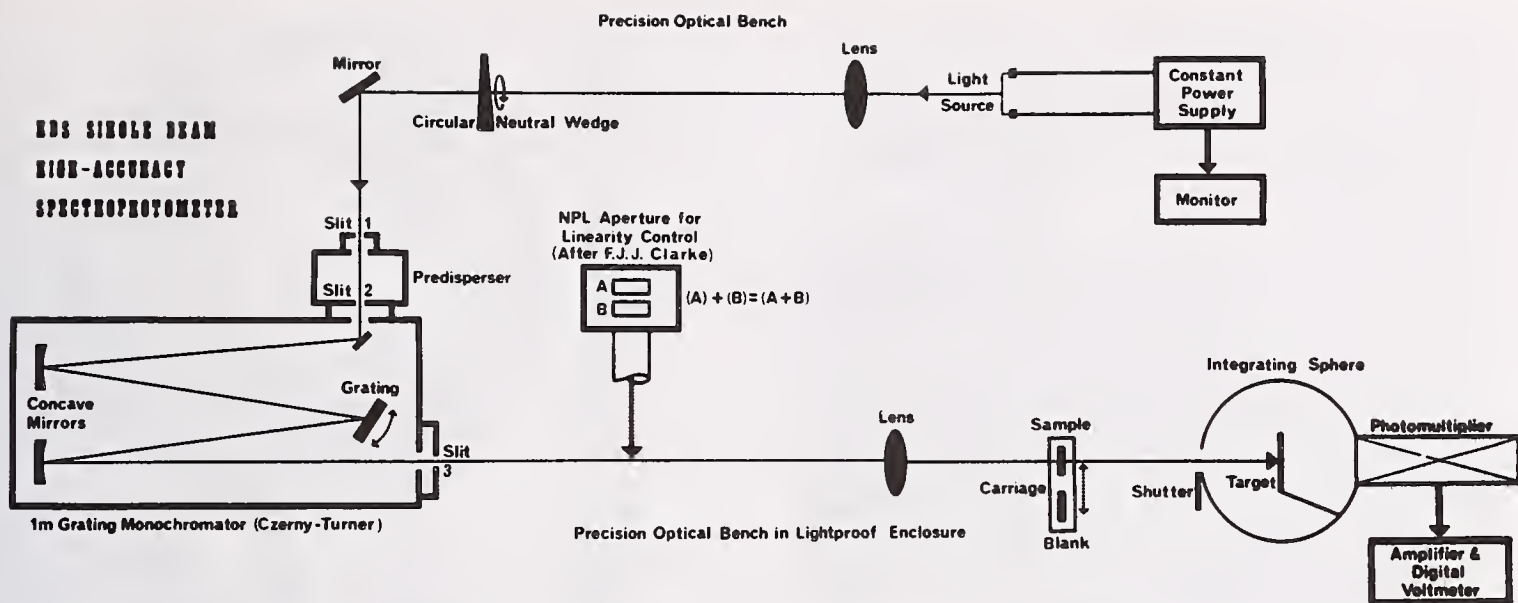 Precision Optical Bench
Lens
Mirror
Light
Source
Constant
Power
Supply
Circular Neutral Wedge
Monitor
NBS SINGLE BEAM
HIGH-ACCURACY
SPECTROPHOTOMETER
Slit 1
Predisperser
Slit 2
NPL Aperture for
Linearity Control
(After F.J.J. Clarke)
A
B
(A) + (B) = (A+B)
Concave
Mirrors
Grating
Slit
3
1m Grating Monochromator (Czerny-Turner)
Lens
Sample
Carriage
Blank
Precision Optical Bench in Lightproof Enclosure
Integrating Sphere
Shutter
Target
Photomultiplier
Amplifier &
Digital
Voltmeter